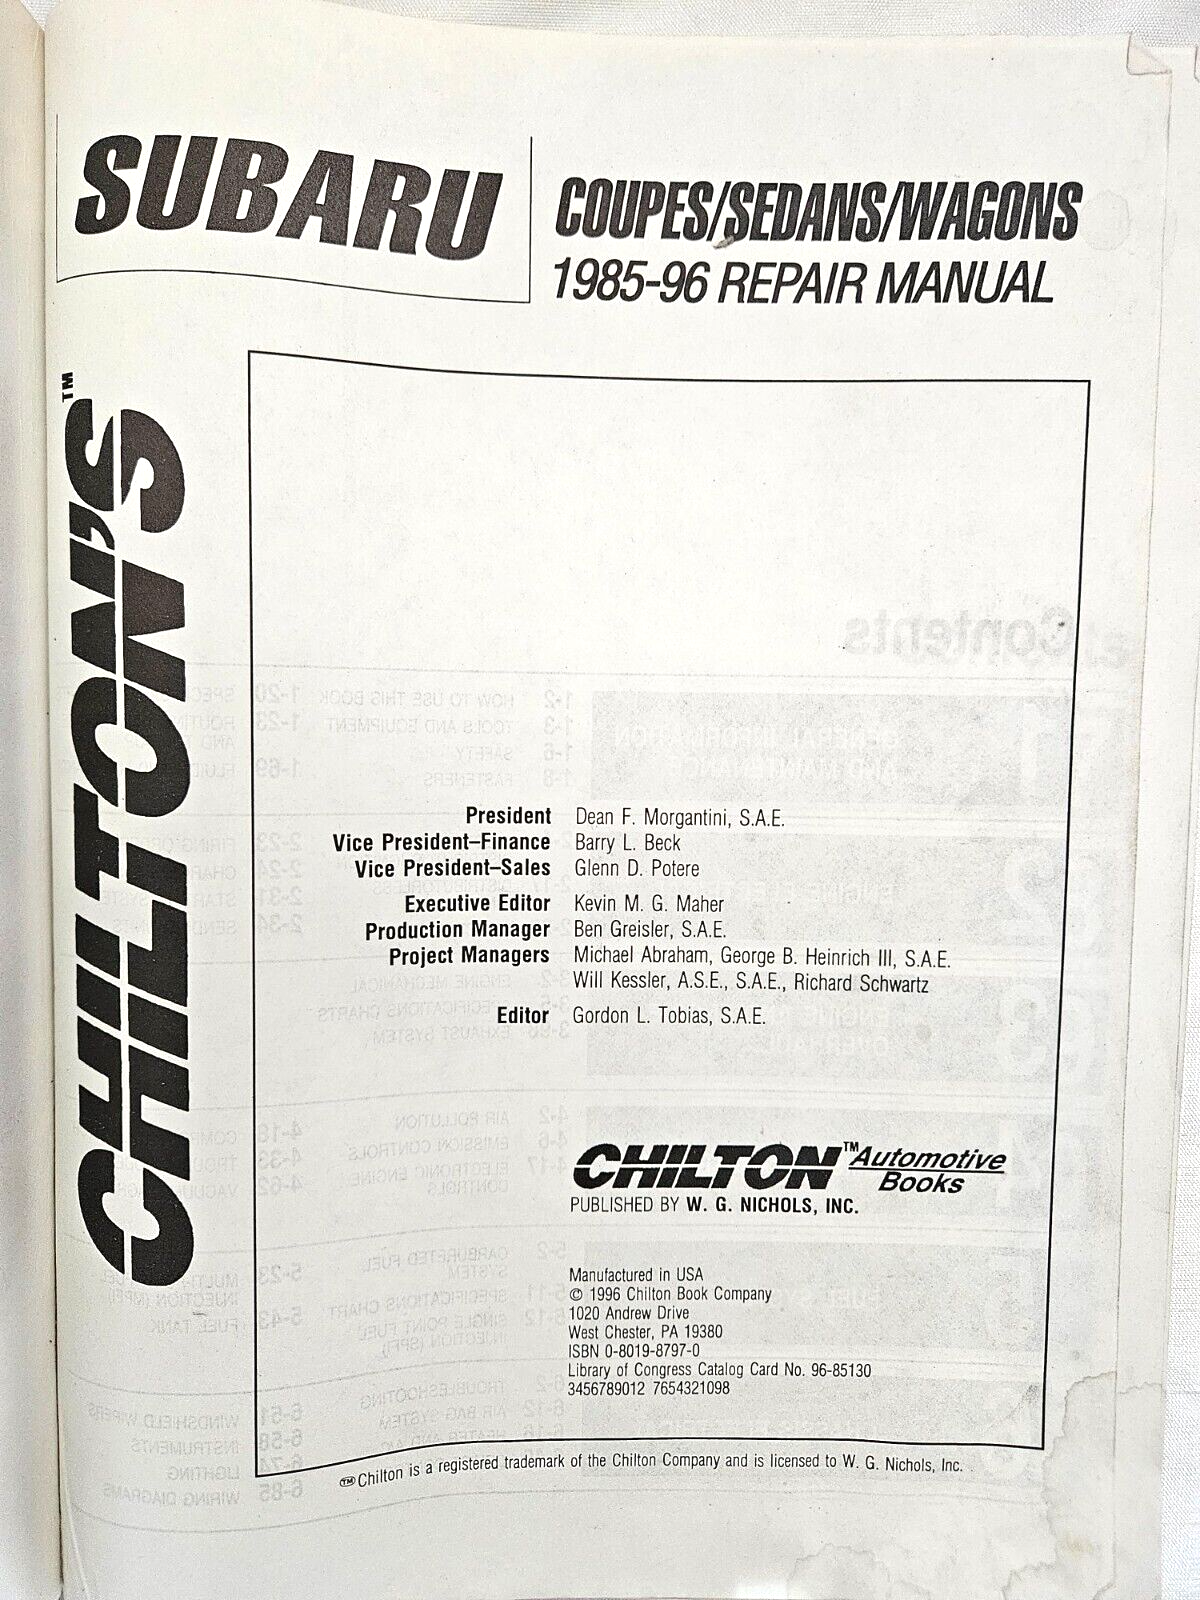 SUBARU
COUPES/SEDANS/WAGONS
1985-96 REPAIR MANUAL
CHILTON'S™
President Dean F. Morgantini, S.A.E.
Vice President–Finance Barry L. Beck
Vice President–Sales Glenn D. Potere
Executive Editor Kevin M. G. Maher
Production Manager Ben Greisler, S.A.E.
Project Managers Michael Abraham, George B. Heinrich III, S.A.E.
Will Kessler, A.S.E., S.A.E., Richard Schwartz
Editor Gordon L. Tobias, S.A.E.
CHILTON™ Automotive
Books
PUBLISHED BY W. G. NICHOLS, INC.
Manufactured in USA
© 1996 Chilton Book Company
1020 Andrew Drive
West Chester, PA 19380
ISBN 0-8019-8797-0
Library of Congress Catalog Card No. 96-85130
3456789012 7654321098
™Chilton is a registered trademark of the Chilton Company and is licensed to W. G. Nichols, Inc.